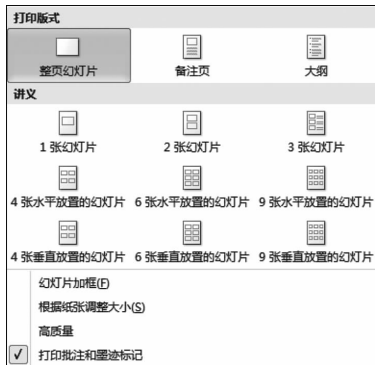 打印版式
整页幻灯片 备注页 大纲
讲义
1 张幻灯片 2 张幻灯片 3 张幻灯片
4 张水平放置的幻灯片 6 张水平放置的幻灯片 9 张水平放置的幻灯片
4 张垂直放置的幻灯片 6 张垂直放置的幻灯片 9 张垂直放置的幻灯片
幻灯片加框(F)
根据纸张调整大小(S)
高质量
打印批注和墨迹标记